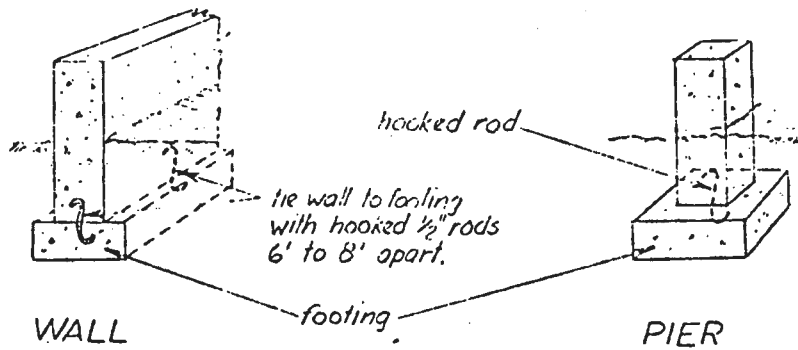 hooked rod
tie wall to footing
with hooked ½" rods
6' to 8' apart.
footing
WALL
PIER